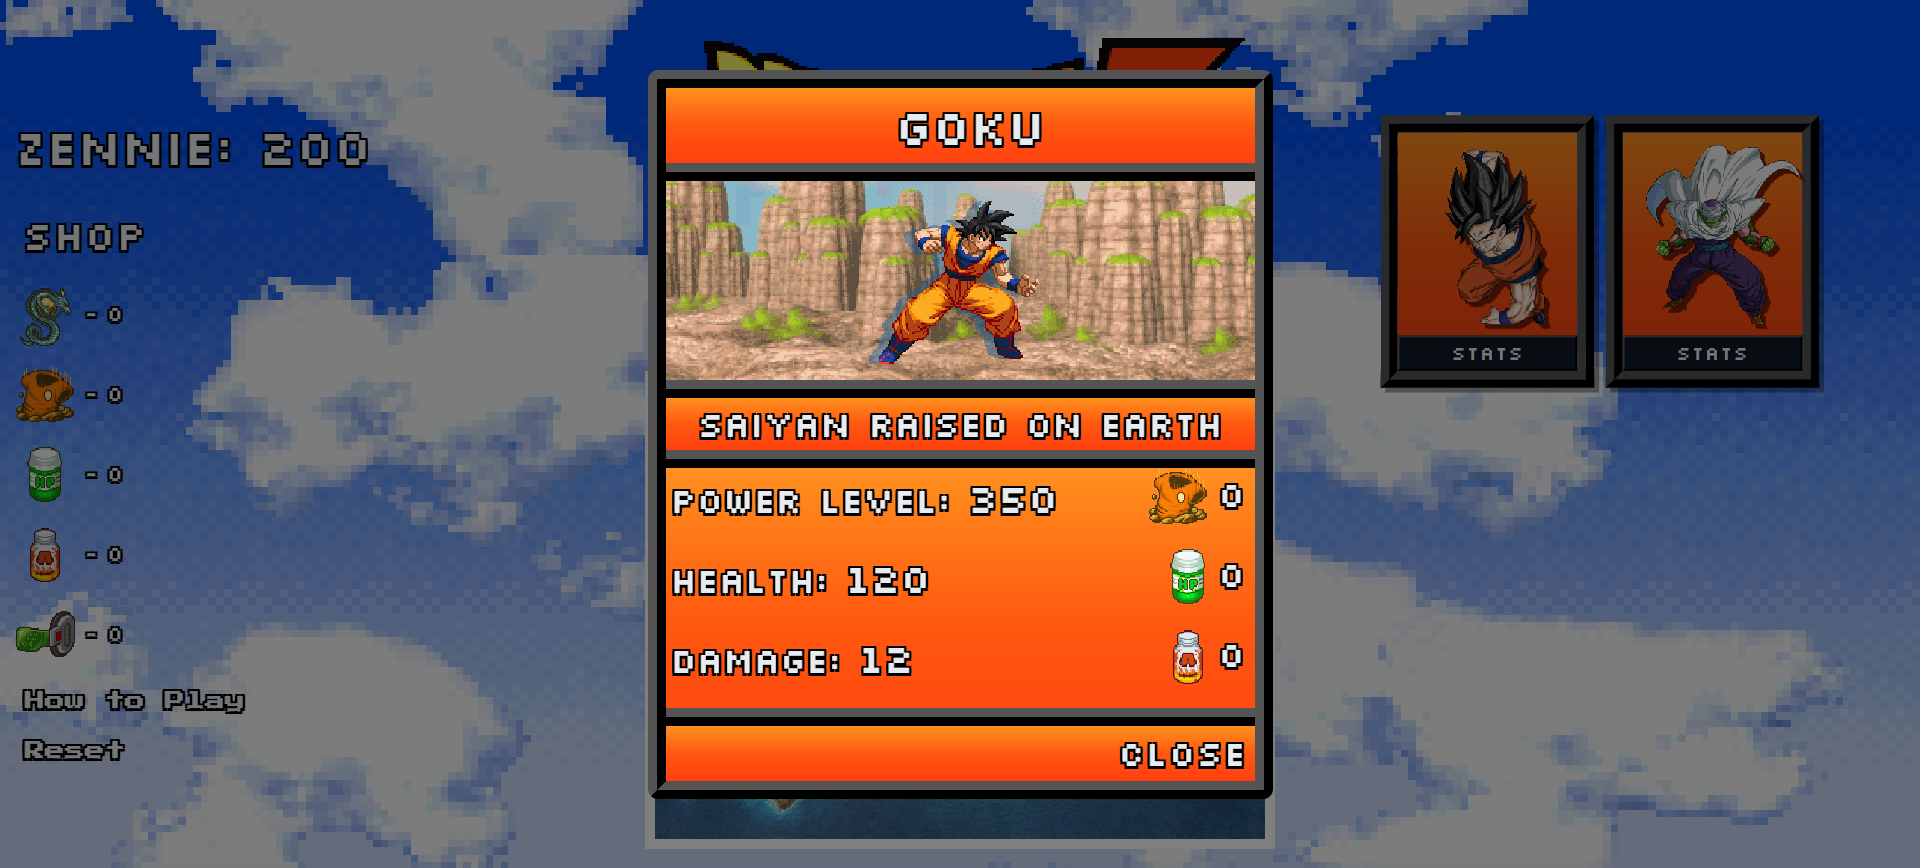 ZENNIE: 200
SHOP
- 0
- 0
- 0
- 0
- 0
How to Play
Reset
GOKU
SAIYAN RAISED ON EARTH
POWER LEVEL: 350 0
HEALTH: 120 HP 0
DAMAGE: 12 A 0
CLOSE
STATS
STATS